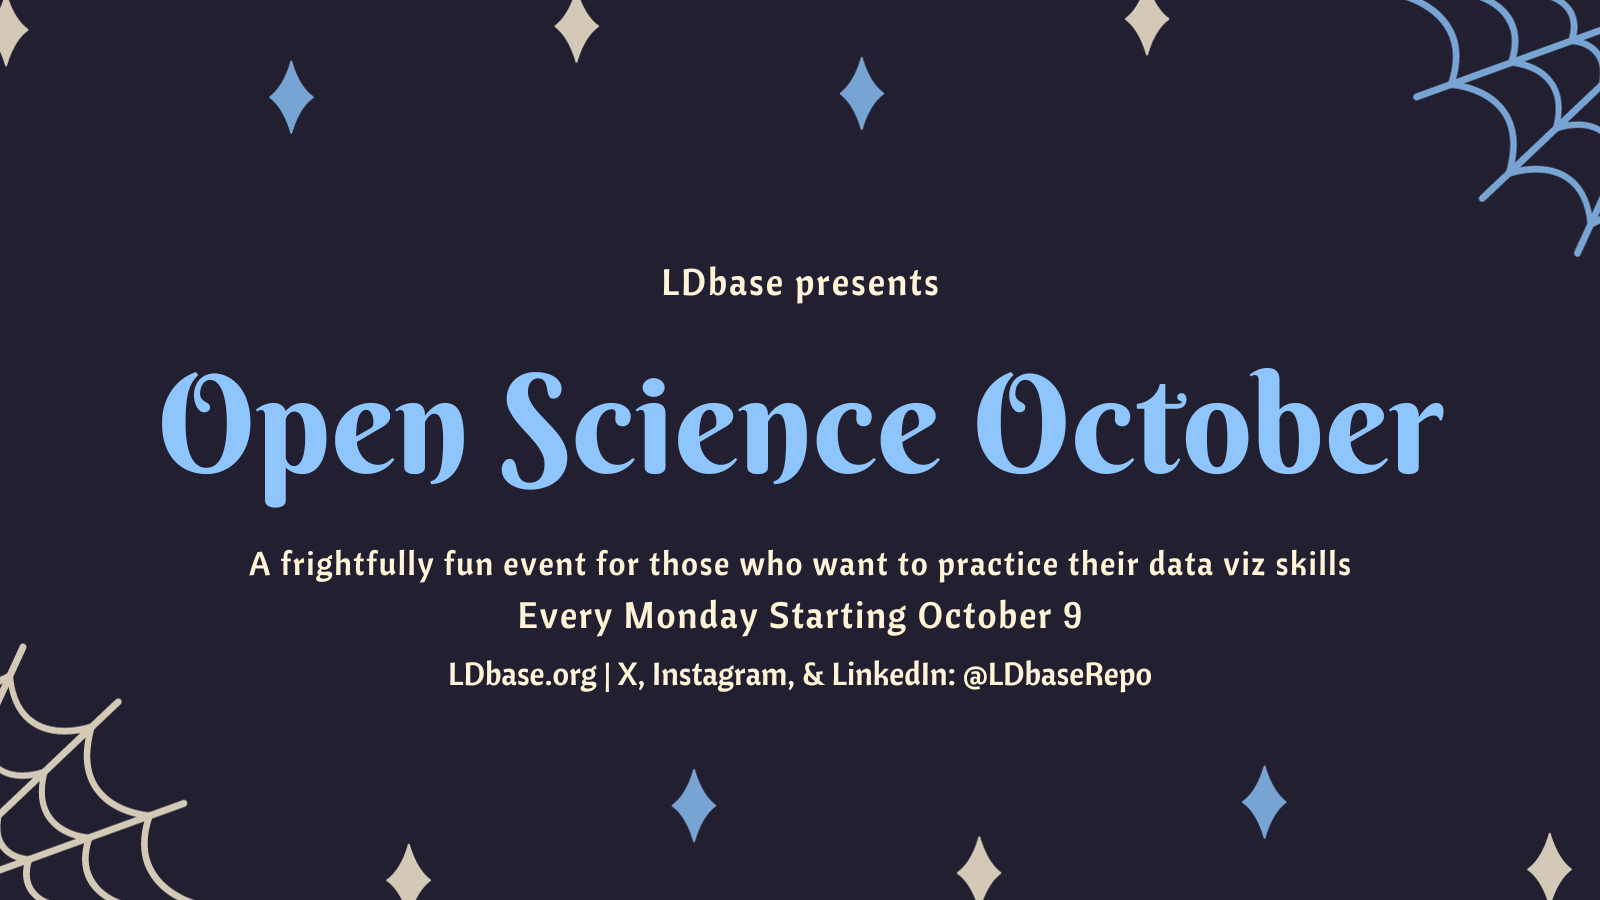 LDbase presents
Open Science October
A frightfully fun event for those who want to practice their data viz skills
Every Monday Starting October 9
LDbase.org | X, Instagram, & LinkedIn: @LDbaseRepo